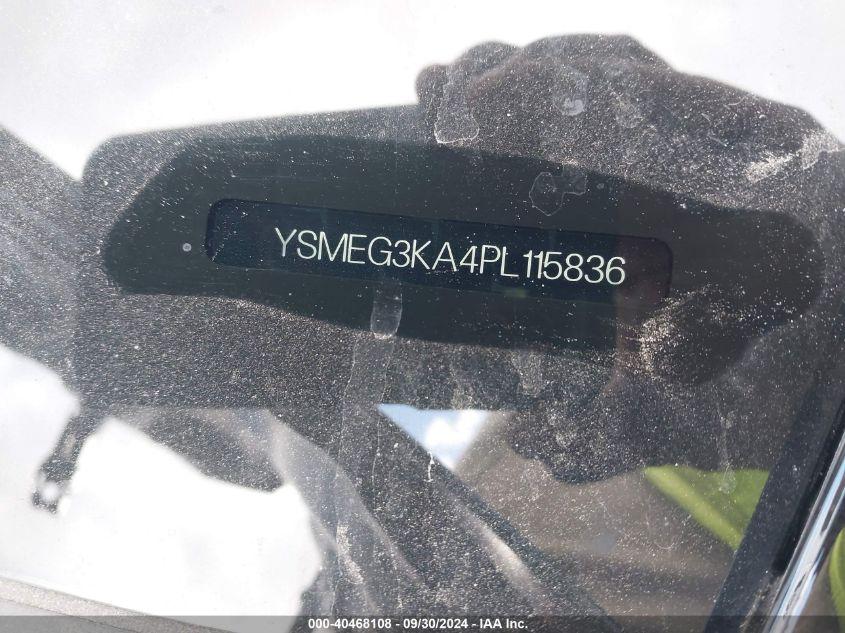 YSMEG3KA4PL115836
000-40468108 - 09/30/2024 - IAA Inc.